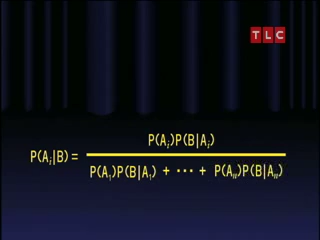 TLC
P(Aᵢ|B) = P(Aᵢ)P(B|Aᵢ)
P(A₁)P(B|A₁) + ··· + P(Aₙ)P(B|Aₙ)